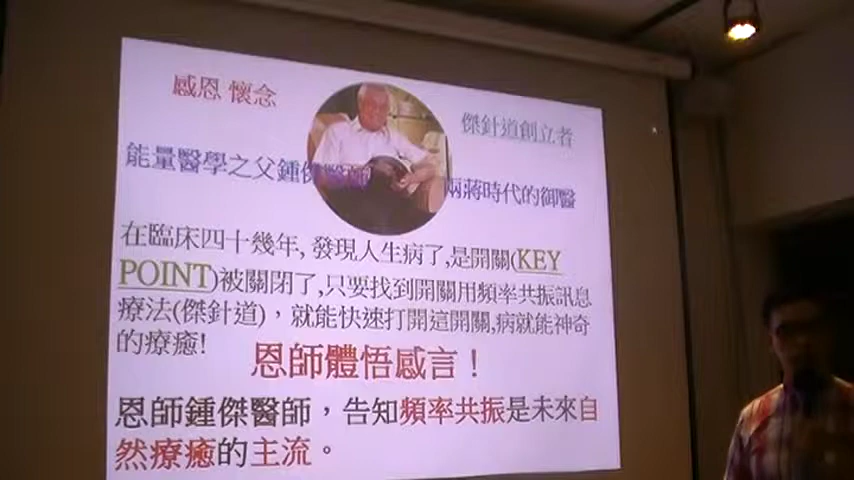 感恩 懷念
傑針道創立者
能量醫學之父鍾傑醫師
兩蔣時代的御醫
在臨床四十幾年, 發現人生病了,是開關(KEY
POINT)被關閉了,只要找到開關用頻率共振訊息
療法(傑針道)，就能快速打開這開關,病就能神奇
的療癒!
恩師體悟感言！
恩師鍾傑醫師，告知頻率共振是未來自
然療癒的主流。